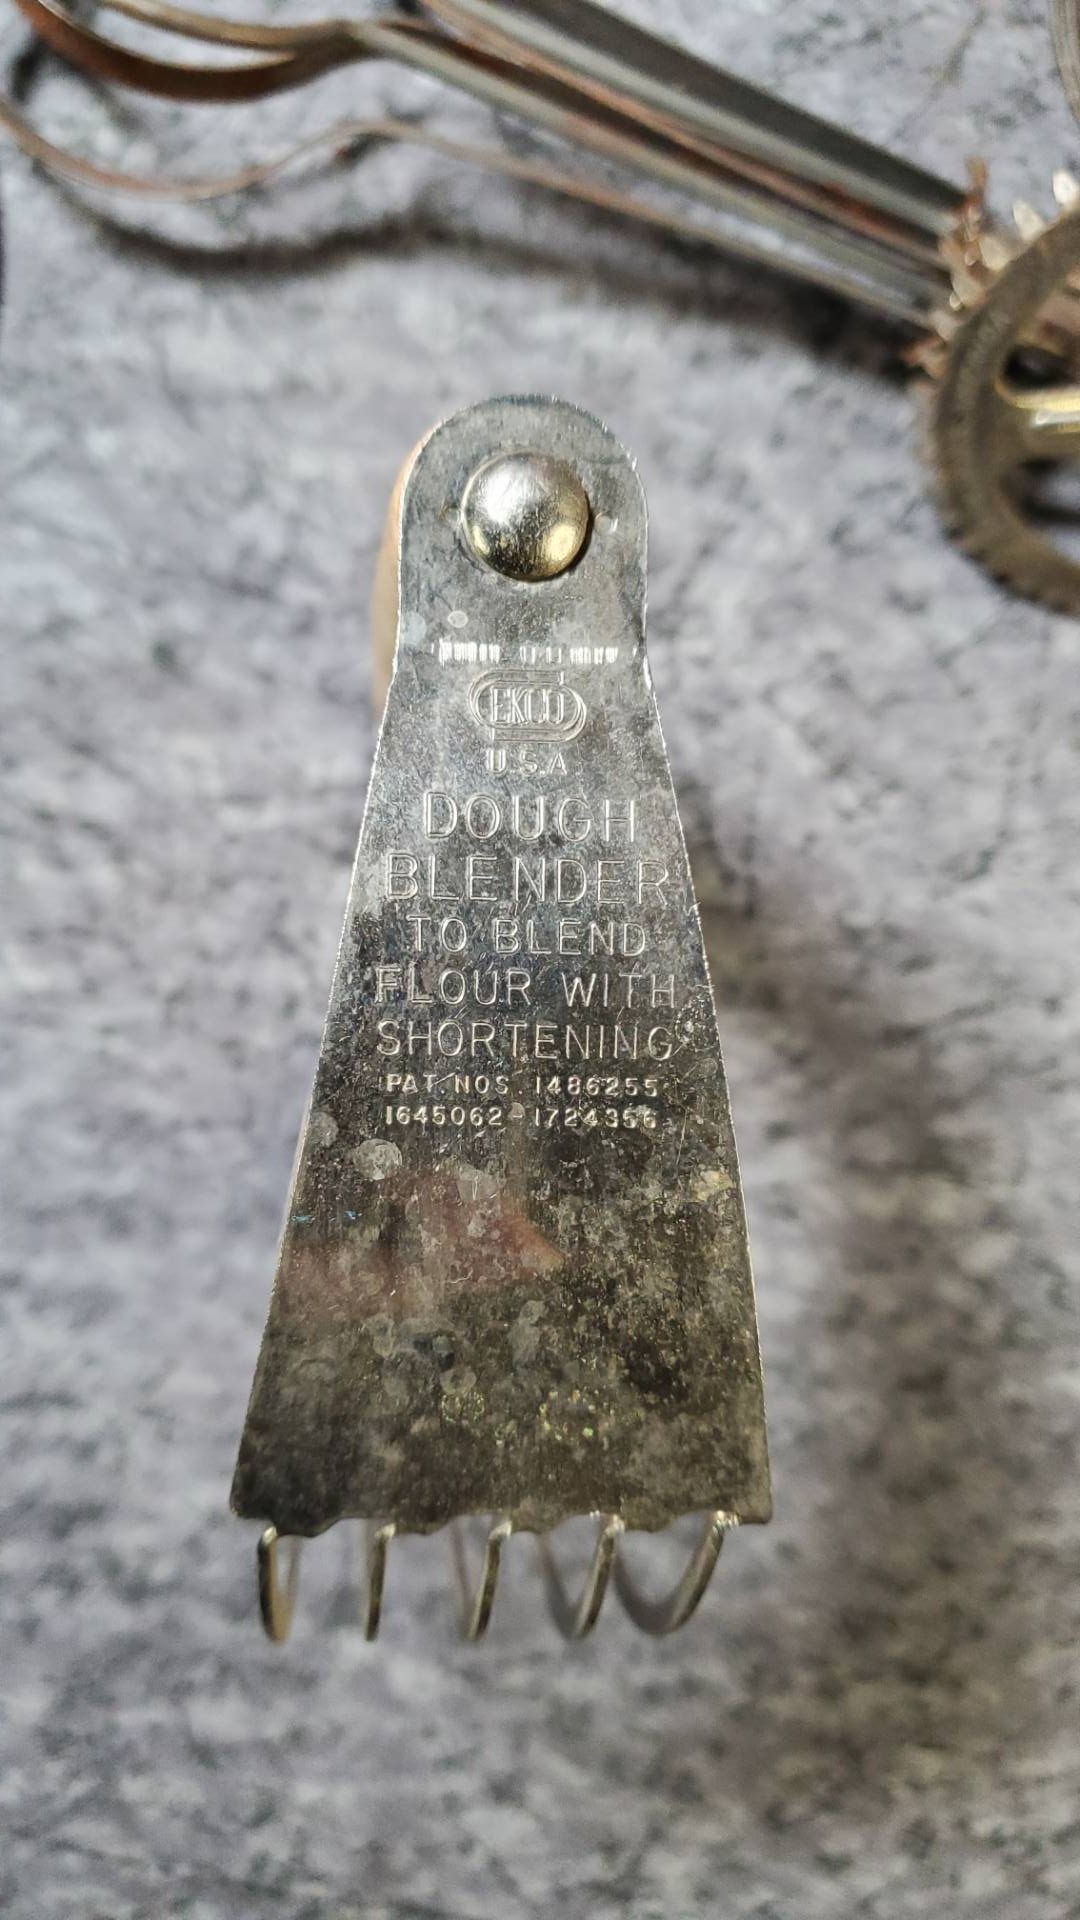 EKCO
U.S.A
DOUGH
BLENDER
TO BLEND
FLOUR WITH
SHORTENING
PAT. NOS. 1486255
1645062 - 1724356